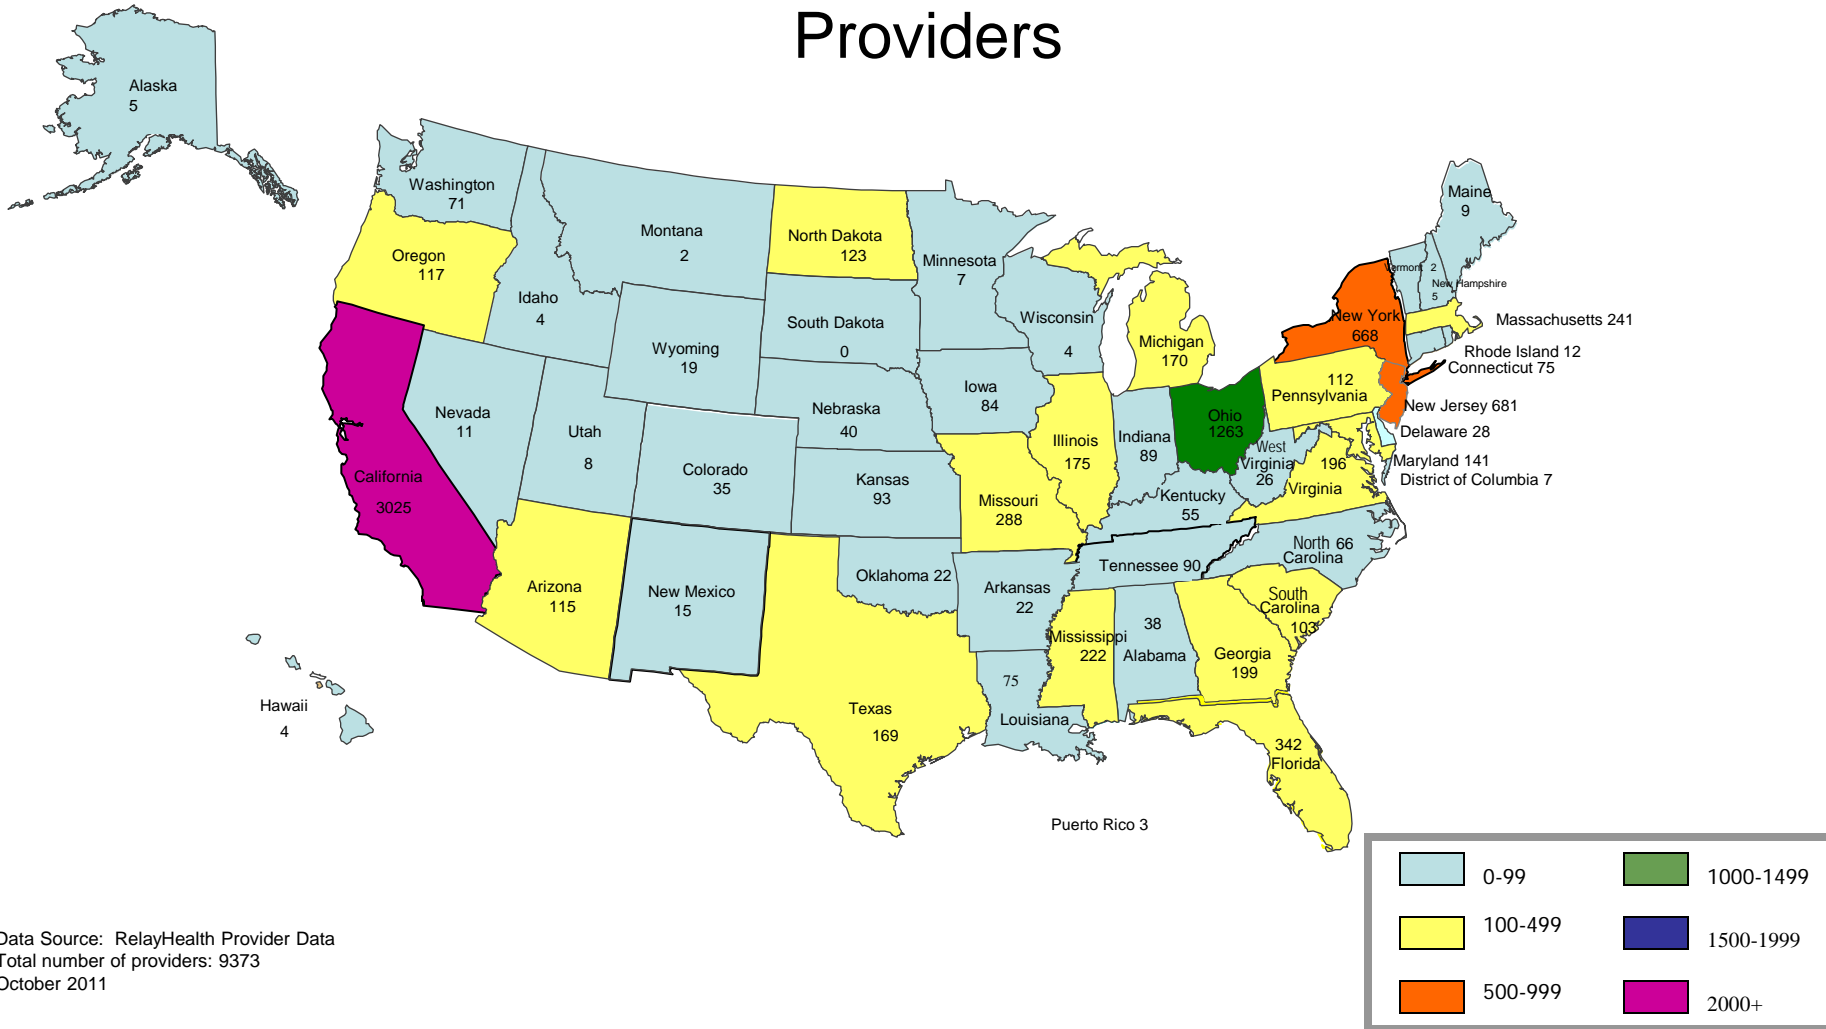 Providers
Alaska
5
Washington
71
Oregon
117
Idaho
4
Montana
2
North Dakota
123
Minnesota
7
Wisconsin
4
Michigan
170
Maine
9
Vermont 2
New Hampshire
5
New York
668
Massachusetts 241
Rhode Island 12
Connecticut 75
New Jersey 681
Delaware 28
Maryland 141
District of Columbia 7
112
Pennsylvania
South Dakota
0
Wyoming
19
Nebraska
40
Iowa
84
Illinois
175
Indiana
89
Ohio
1263
West
Virginia
26
196
Virginia
Nevada
11
Utah
8
Colorado
35
Kansas
93
Missouri
288
Kentucky
55
California
3025
Arizona
115
New Mexico
15
Oklahoma 22
Arkansas
22
Tennessee 90
North 66
Carolina
South
Carolina
103
Mississippi
222
38
Alabama
Georgia
199
75
Louisiana
Texas
169
342
Florida
Hawaii
4
Puerto Rico 3
0-99
1000-1499
100-499
1500-1999
500-999
2000+
Data Source: RelayHealth Provider Data
Total number of providers: 9373
October 2011